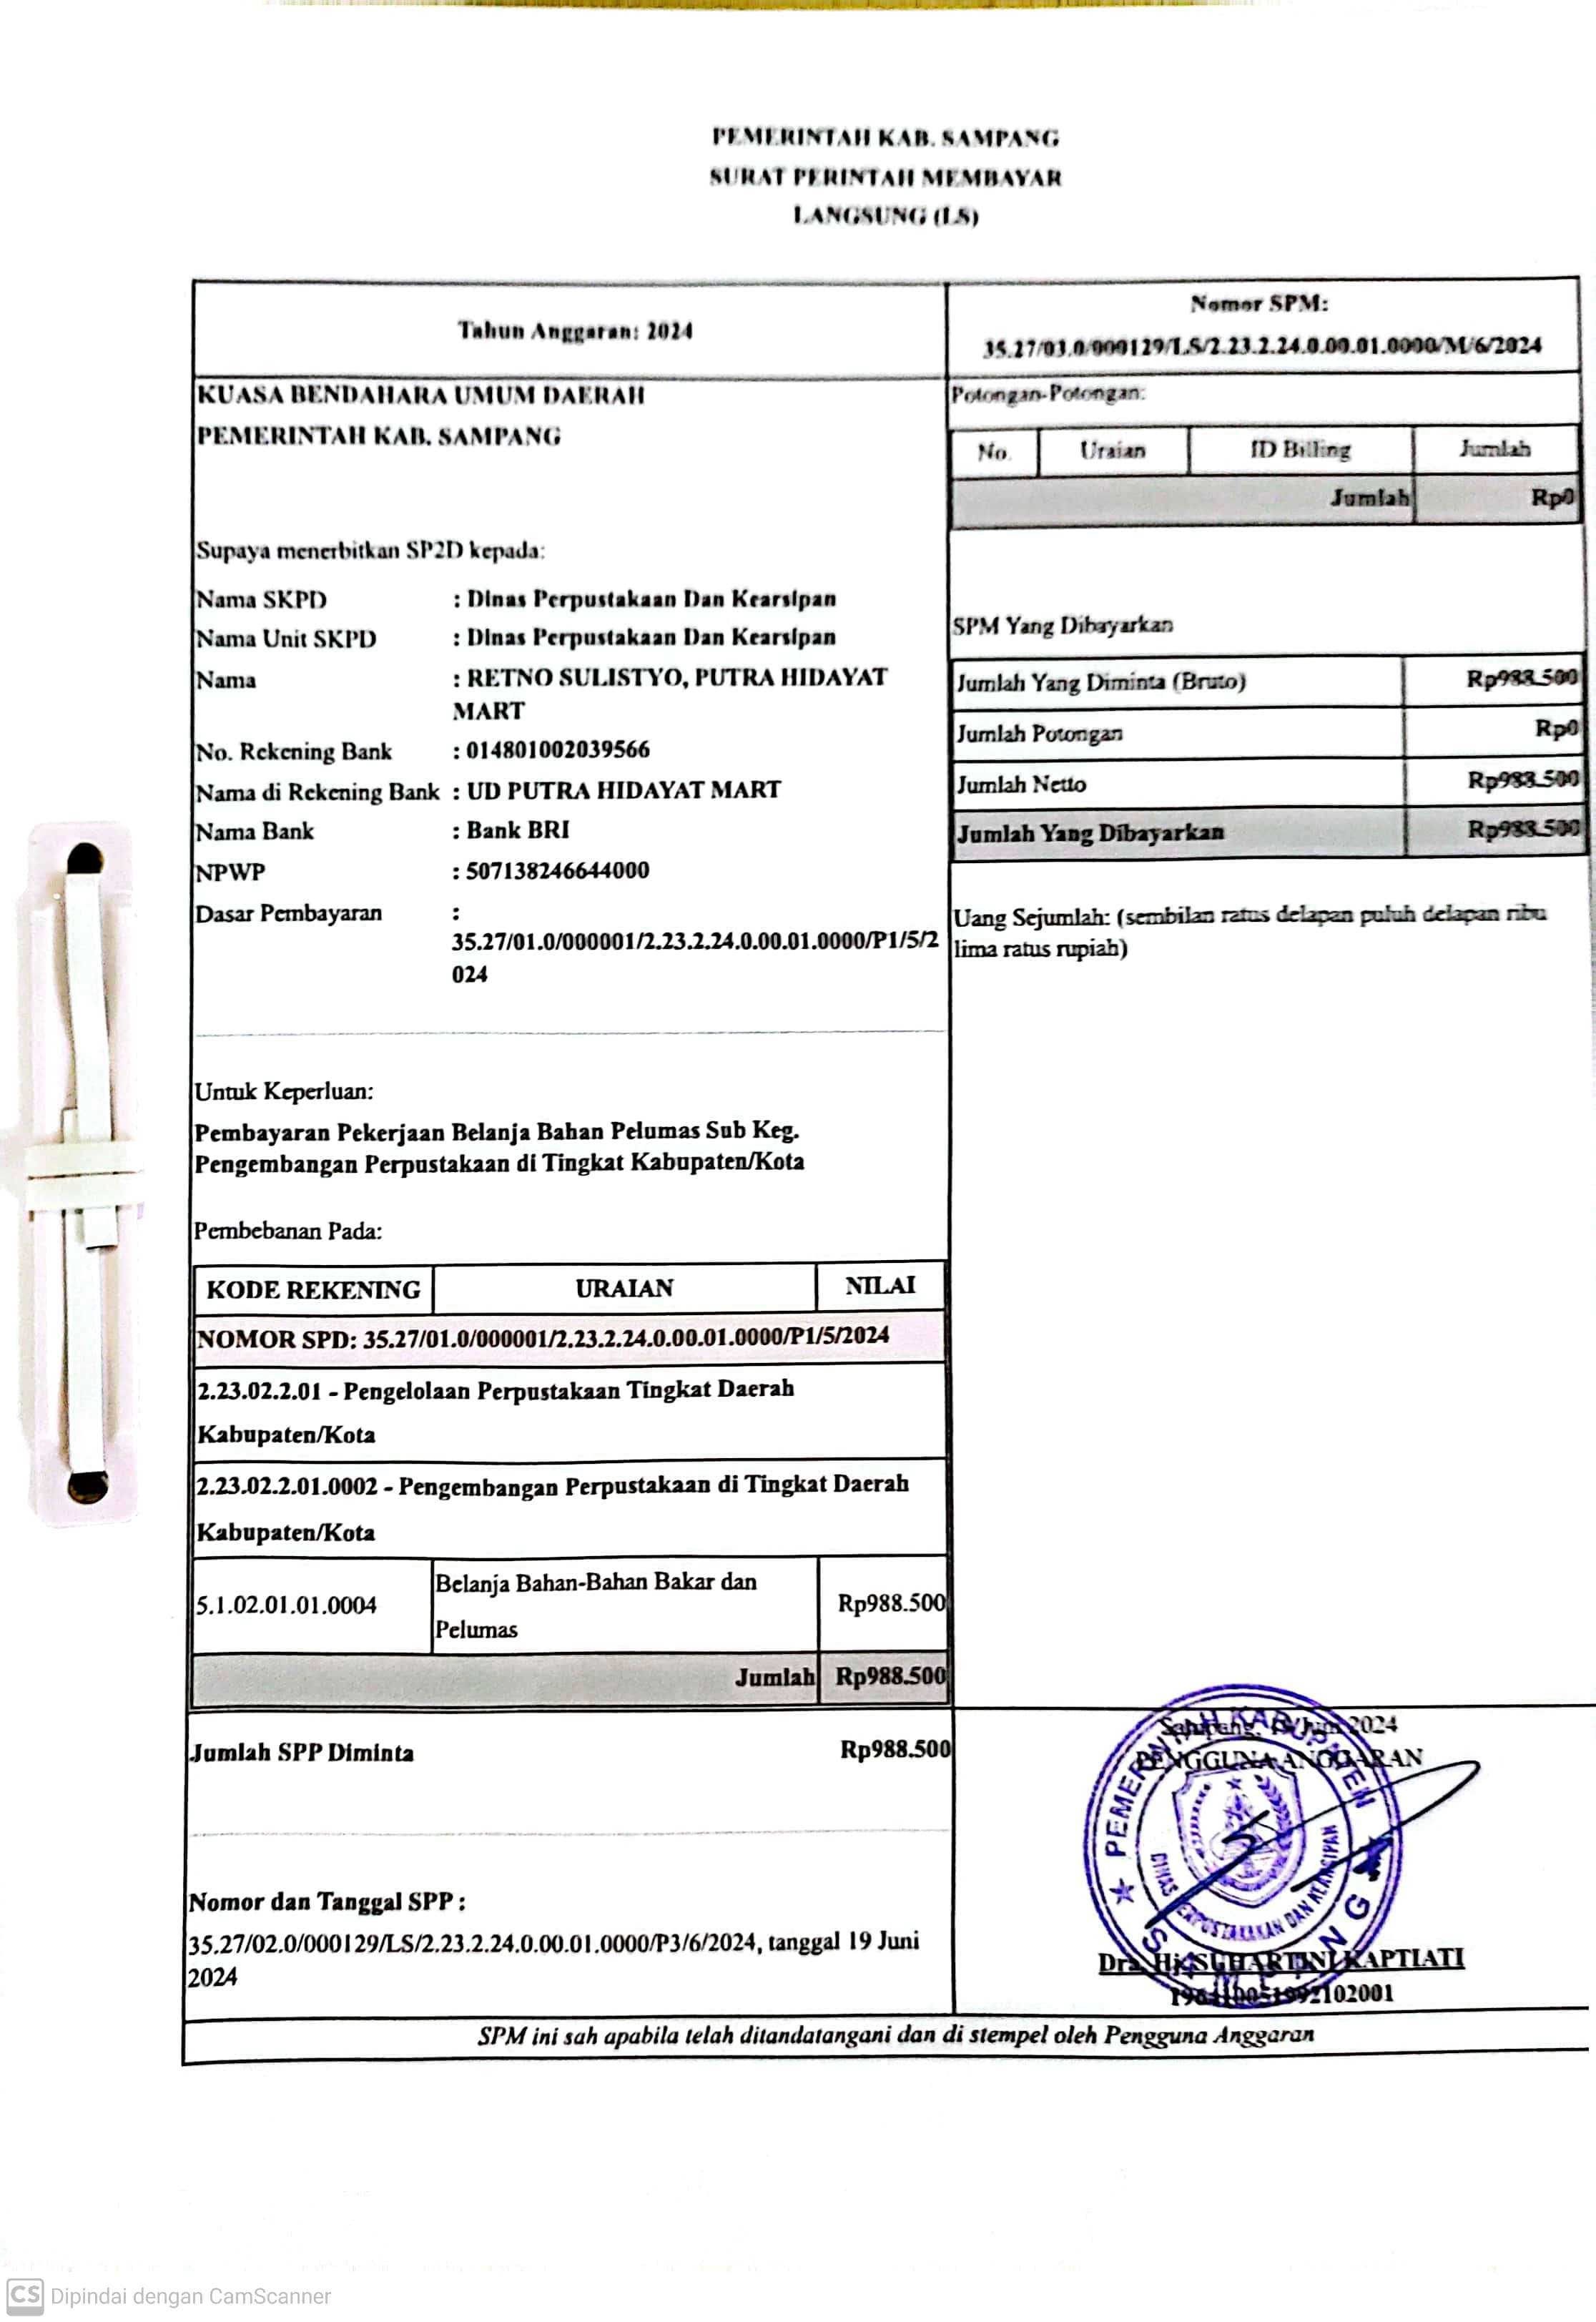 PEMERINTAH KAB. SAMPANG
SURAT PERINTAH MEMBAYAR
LANGSUNG (LS)
Tahun Anggaran: 2024
Nomor SPM:
35.27/03.0/000129/LS/2.23.2.24.0.00.01.0000/M/6/2024
KUASA BENDAHARA UMUM DAERAH
PEMERINTAH KAB. SAMPANG
Supaya menerbitkan SP2D kepada:
Nama SKPD : Dinas Perpustakaan Dan Kearsipan
Nama Unit SKPD : Dinas Perpustakaan Dan Kearsipan
Nama : RETNO SULISTYO, PUTRA HIDAYAT
MART
No. Rekening Bank : 014801002039566
Nama di Rekening Bank : UD PUTRA HIDAYAT MART
Nama Bank : Bank BRI
NPWP : 507138246644000
Dasar Pembayaran :
35.27/01.0/000001/2.23.2.24.0.00.01.0000/P1/5/2
024
Untuk Keperluan:
Pembayaran Pekerjaan Belanja Bahan Pelumas Sub Keg.
Pengembangan Perpustakaan di Tingkat Kabupaten/Kota
Pembebanan Pada:
KODE REKENING URAIAN NILAI
NOMOR SPD: 35.27/01.0/000001/2.23.2.24.0.00.01.0000/P1/5/2024
2.23.02.2.01 - Pengelolaan Perpustakaan Tingkat Daerah
Kabupaten/Kota
2.23.02.2.01.0002 - Pengembangan Perpustakaan di Tingkat Daerah
Kabupaten/Kota
5.1.02.01.01.0004 Belanja Bahan-Bahan Bakar dan
Pelumas Rp988.500
Jumlah Rp988.500
Jumlah SPP Diminta Rp988.500
Nomor dan Tanggal SPP :
35.27/02.0/000129/LS/2.23.2.24.0.00.01.0000/P3/6/2024, tanggal 19 Juni
2024
Potongan-Potongan:
No. Uraian ID Billing Jumlah
Jumlah Rp0
SPM Yang Dibayarkan
Jumlah Yang Diminta (Bruto) Rp988.500
Jumlah Potongan Rp0
Jumlah Netto Rp988.500
Jumlah Yang Dibayarkan Rp988.500
Uang Sejumlah: (sembilan ratus delapan puluh delapan ribu
lima ratus rupiah)
Sampang, Juni 2024
PENGGUNA ANGGARAN
PEMERINTAH KABUPATEN
DINAS PERPUSTAKAAN DAN KEARSIPAN
SAMPANG
Dra. Hj. SUHARTINI KAPTIATI
SPM ini sah apabila telah ditandatangani dan di stempel oleh Pengguna Anggaran
CS Dipindai dengan CamScanner